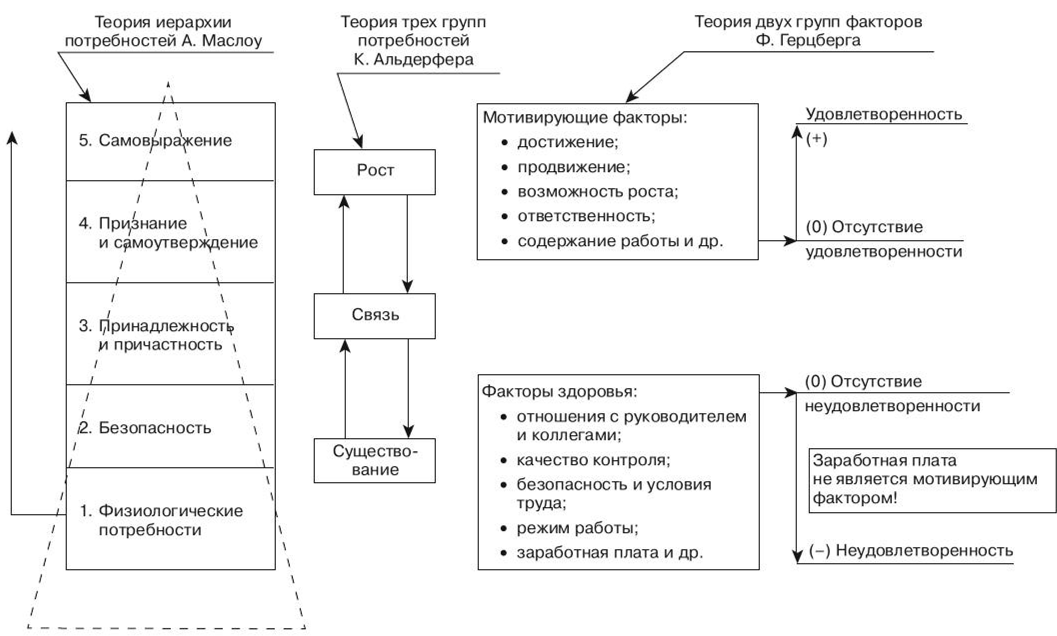 Теория иерархии
потребностей А. Маслоу
5. Самовыражение
4. Признание
и самоутверждение
3. Принадлежность
и причастность
2. Безопасность
1. Физиологические
потребности
Теория трех групп
потребностей
К. Альдерфера
Рост
Связь
Существо-
вание
Теория двух групп факторов
Ф. Герцберга
Мотивирующие факторы:
• достижение;
• продвижение;
• возможность роста;
• ответственность;
• содержание работы и др.
Удовлетворенность
(+)
(0) Отсутствие
удовлетворенности
Факторы здоровья:
• отношения с руководителем
и коллегами;
• качество контроля;
• безопасность и условия
труда;
• режим работы;
• заработная плата и др.
(0) Отсутствие
неудовлетворенности
Заработная плата
не является мотивирующим
фактором!
(−) Неудовлетворенность